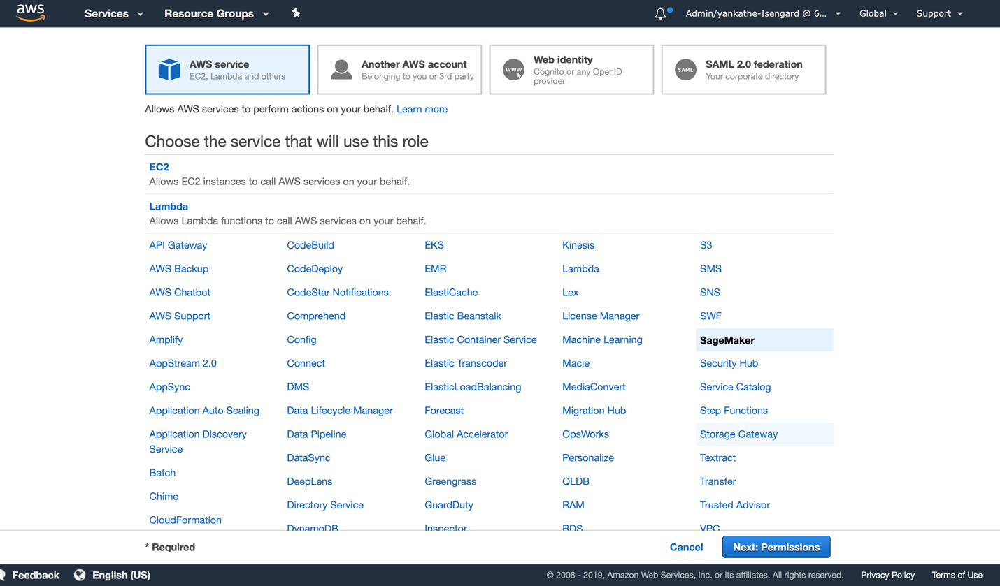 aws Services Resource Groups Admin/yankathe-Isengard @ 6... Global Support
AWS service
EC2, Lambda and others
Another AWS account
Belonging to you or 3rd party
www
Web identity
Cognito or any OpenID
provider
SAML
SAML 2.0 federation
Your corporate directory
Allows AWS services to perform actions on your behalf. Learn more
Choose the service that will use this role
EC2
Allows EC2 instances to call AWS services on your behalf.
Lambda
Allows Lambda functions to call AWS services on your behalf.
API Gateway
AWS Backup
AWS Chatbot
AWS Support
Amplify
AppStream 2.0
AppSync
Application Auto Scaling
Application Discovery
Service
Batch
Chime
CloudFormation
CodeBuild
CodeDeploy
CodeStar Notifications
Comprehend
Config
Connect
DMS
Data Lifecycle Manager
Data Pipeline
DataSync
DeepLens
Directory Service
DynamoDB
EKS
EMR
ElastiCache
Elastic Beanstalk
Elastic Container Service
Elastic Transcoder
ElasticLoadBalancing
Forecast
Global Accelerator
Glue
Greengrass
GuardDuty
Inspector
Kinesis
Lambda
Lex
License Manager
Machine Learning
Macie
MediaConvert
Migration Hub
OpsWorks
Personalize
QLDB
RAM
RDS
S3
SMS
SNS
SWF
SageMaker
Security Hub
Service Catalog
Step Functions
Storage Gateway
Textract
Transfer
Trusted Advisor
VPC
* Required Cancel Next: Permissions
Feedback English (US) © 2008 - 2019, Amazon Web Services, Inc. or its affiliates. All rights reserved. Privacy Policy Terms of Use